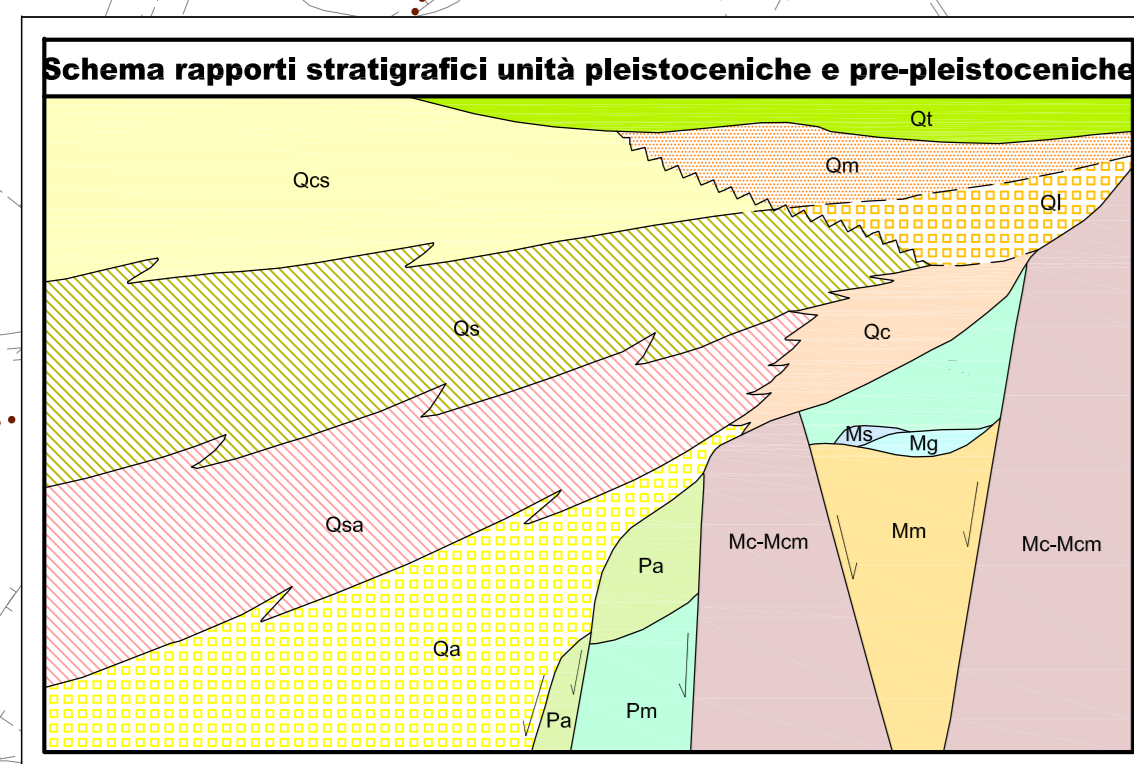 Schema rapporti stratigrafici unità pleistoceniche e pre-pleistoceniche
Qt
Qm
Qcs
Ql
Qs
Qc
Ms
Mg
Qsa
Mm
Mc-Mcm
Mc-Mcm
Pa
Qa
Pm
Pa